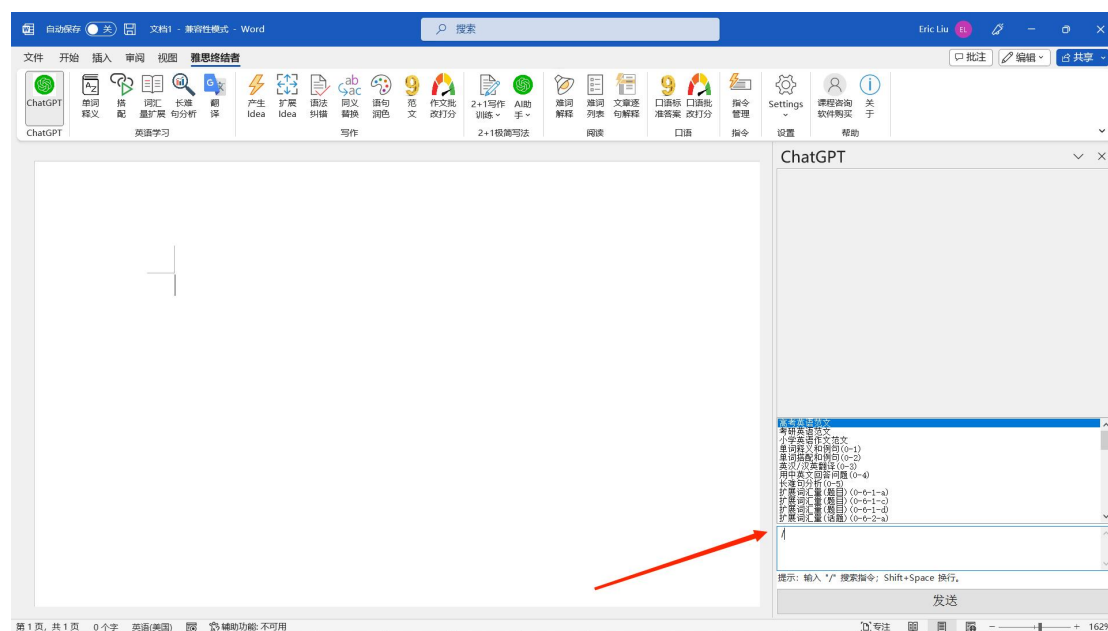 自动保存 关 文档1 - 兼容性模式 - Word 搜索 Eric Liu EL
文件 开始 插入 审阅 视图 雅思终结者 批注 编辑 共享
ChatGPT 单词释义 搭配 词汇量扩展 长难句分析 翻译 产生Idea 扩展Idea 语法纠错 同义替换 语句润色 范文 作文批改打分 2+1写作训练 AI助手 难词解释 难词列表 文章逐句解释 口语标准答案 口语批改打分 指令管理 Settings 课程咨询软件购买 关于
ChatGPT 英语学习 写作 2+1极简写法 阅读 口语 指令 设置 帮助
ChatGPT
高考英语范文
考研英语范文
小学英语作文范文
单词释义和例句(0-1)
单词搭配和例句(0-2)
英汉/汉英翻译(0-3)
用中英文回答问题(0-4)
长难句分析(0-5)
扩展词汇量(题目)(0-6-1-a)
扩展词汇量(题目)(0-6-1-c)
扩展词汇量(题目)(0-6-1-d)
扩展词汇量(话题)(0-6-2-a)
/
提示: 输入 "/" 搜索指令; Shift+Space 换行。
发送
第 1 页, 共 1 页 0 个字 英语(美国) 辅助功能: 不可用 专注 162%